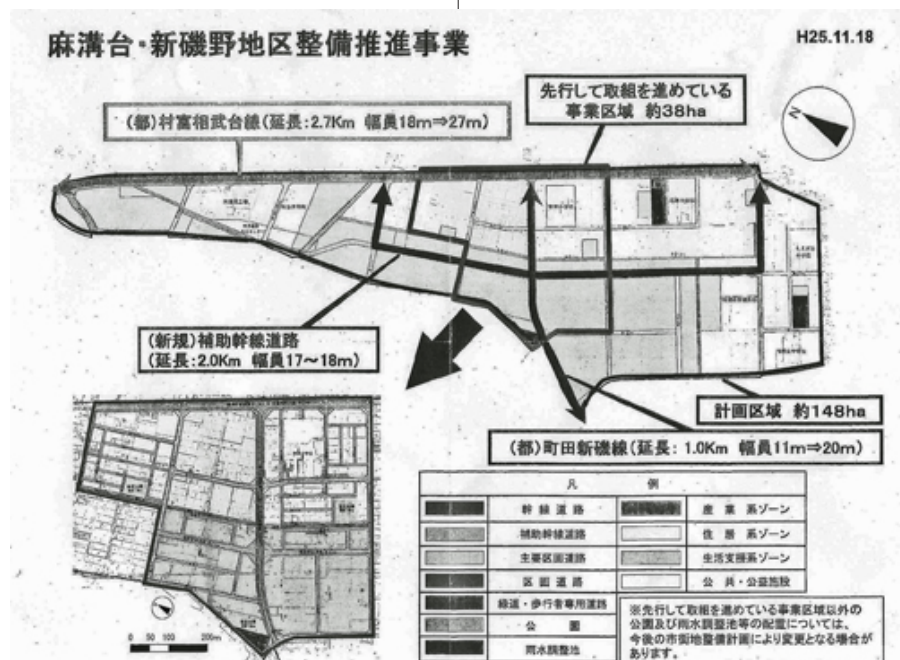 麻溝台・新磯野地区整備推進事業
H25.11.18
先行して取組を進めている
事業区域 約38ha
(都)村富相武台線(延長:2.7Km 幅員18m⇒27m)
N
(新規)補助幹線道路
(延長:2.0Km 幅員17～18m)
計画区域 約148ha
(都)町田新磯線(延長:1.0Km 幅員11m⇒20m)
凡 例
幹線道路 産業系ゾーン
補助幹線道路 住居系ゾーン
主要区画道路 生活支援系ゾーン
区画道路 公共・公益施設
緑道・歩行者専用道路
公園
雨水調整池
※先行して取組を進めている事業区域以外の
公園及び雨水調整池等の配置については、
今後の市街地整備計画により変更となる場合が
あります。
0 50 100 200m